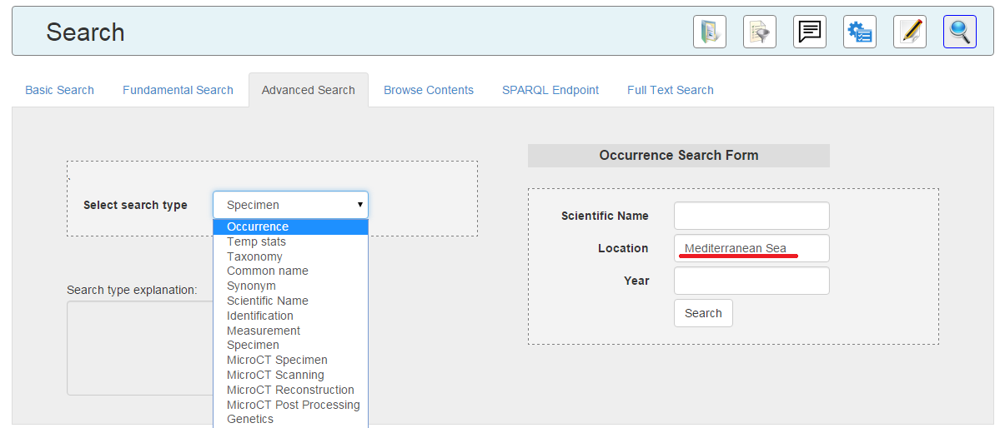 Search
Basic Search Fundamental Search Advanced Search Browse Contents SPARQL Endpoint Full Text Search
Select search type Specimen
Occurrence
Temp stats
Taxonomy
Common name
Synonym
Scientific Name
Identification
Measurement
Specimen
MicroCT Specimen
MicroCT Scanning
MicroCT Reconstruction
MicroCT Post Processing
Genetics
Search type explanation:
Occurrence Search Form
Scientific Name
Location Mediterranean Sea
Year
Search